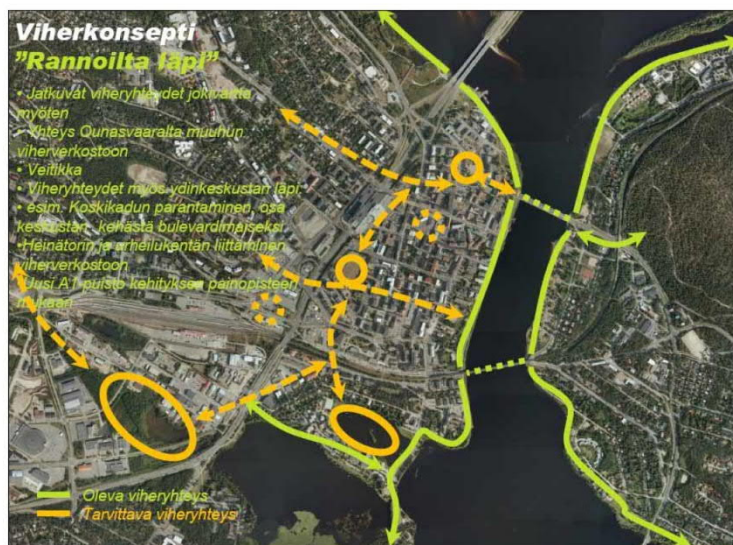 Viherkonsepti
"Rannoilta läpi"
• Jatkuvat viheryhteydet jokivartta
myöten
• Yhteys Ounasvaaralta muuhun
viherverkostoon
• Veitikka
• Viheryhteydet myös ydinkeskustan läpi,
• esim. Koskikadun parantaminen, osa
keskustan kehästä bulevardimaiseksi
•Heinätorin ja urheilukentän liittäminen
viherverkostoon
•Uusi A1 puisto kehityksen painopisteen
mukaan
Oleva viheryhteys
Tarvittava viheryhteys